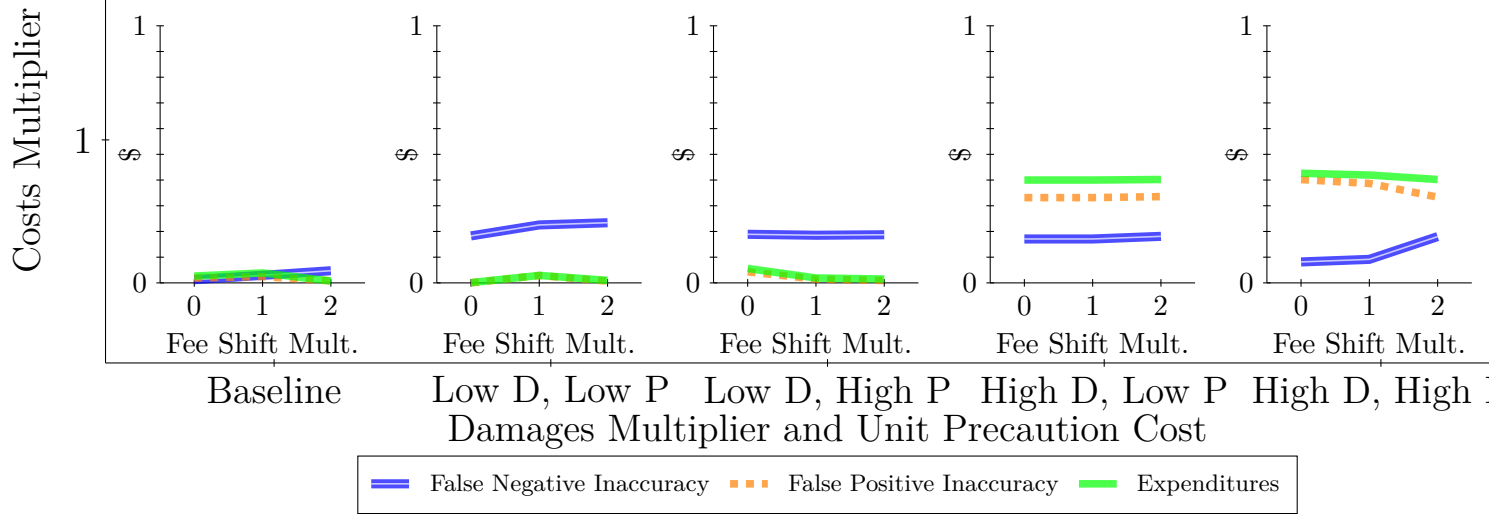 Costs Multiplier
1
1
$
0
0 1 2
Fee Shift Mult.
1
$
0
0 1 2
Fee Shift Mult.
1
$
0
0 1 2
Fee Shift Mult.
1
$
0
0 1 2
Fee Shift Mult.
1
$
0
0 1 2
Fee Shift Mult.
Baseline
Low D, Low P
Low D, High P
High D, Low P
High D, High
Damages Multiplier and Unit Precaution Cost
False Negative Inaccuracy
False Positive Inaccuracy
Expenditures